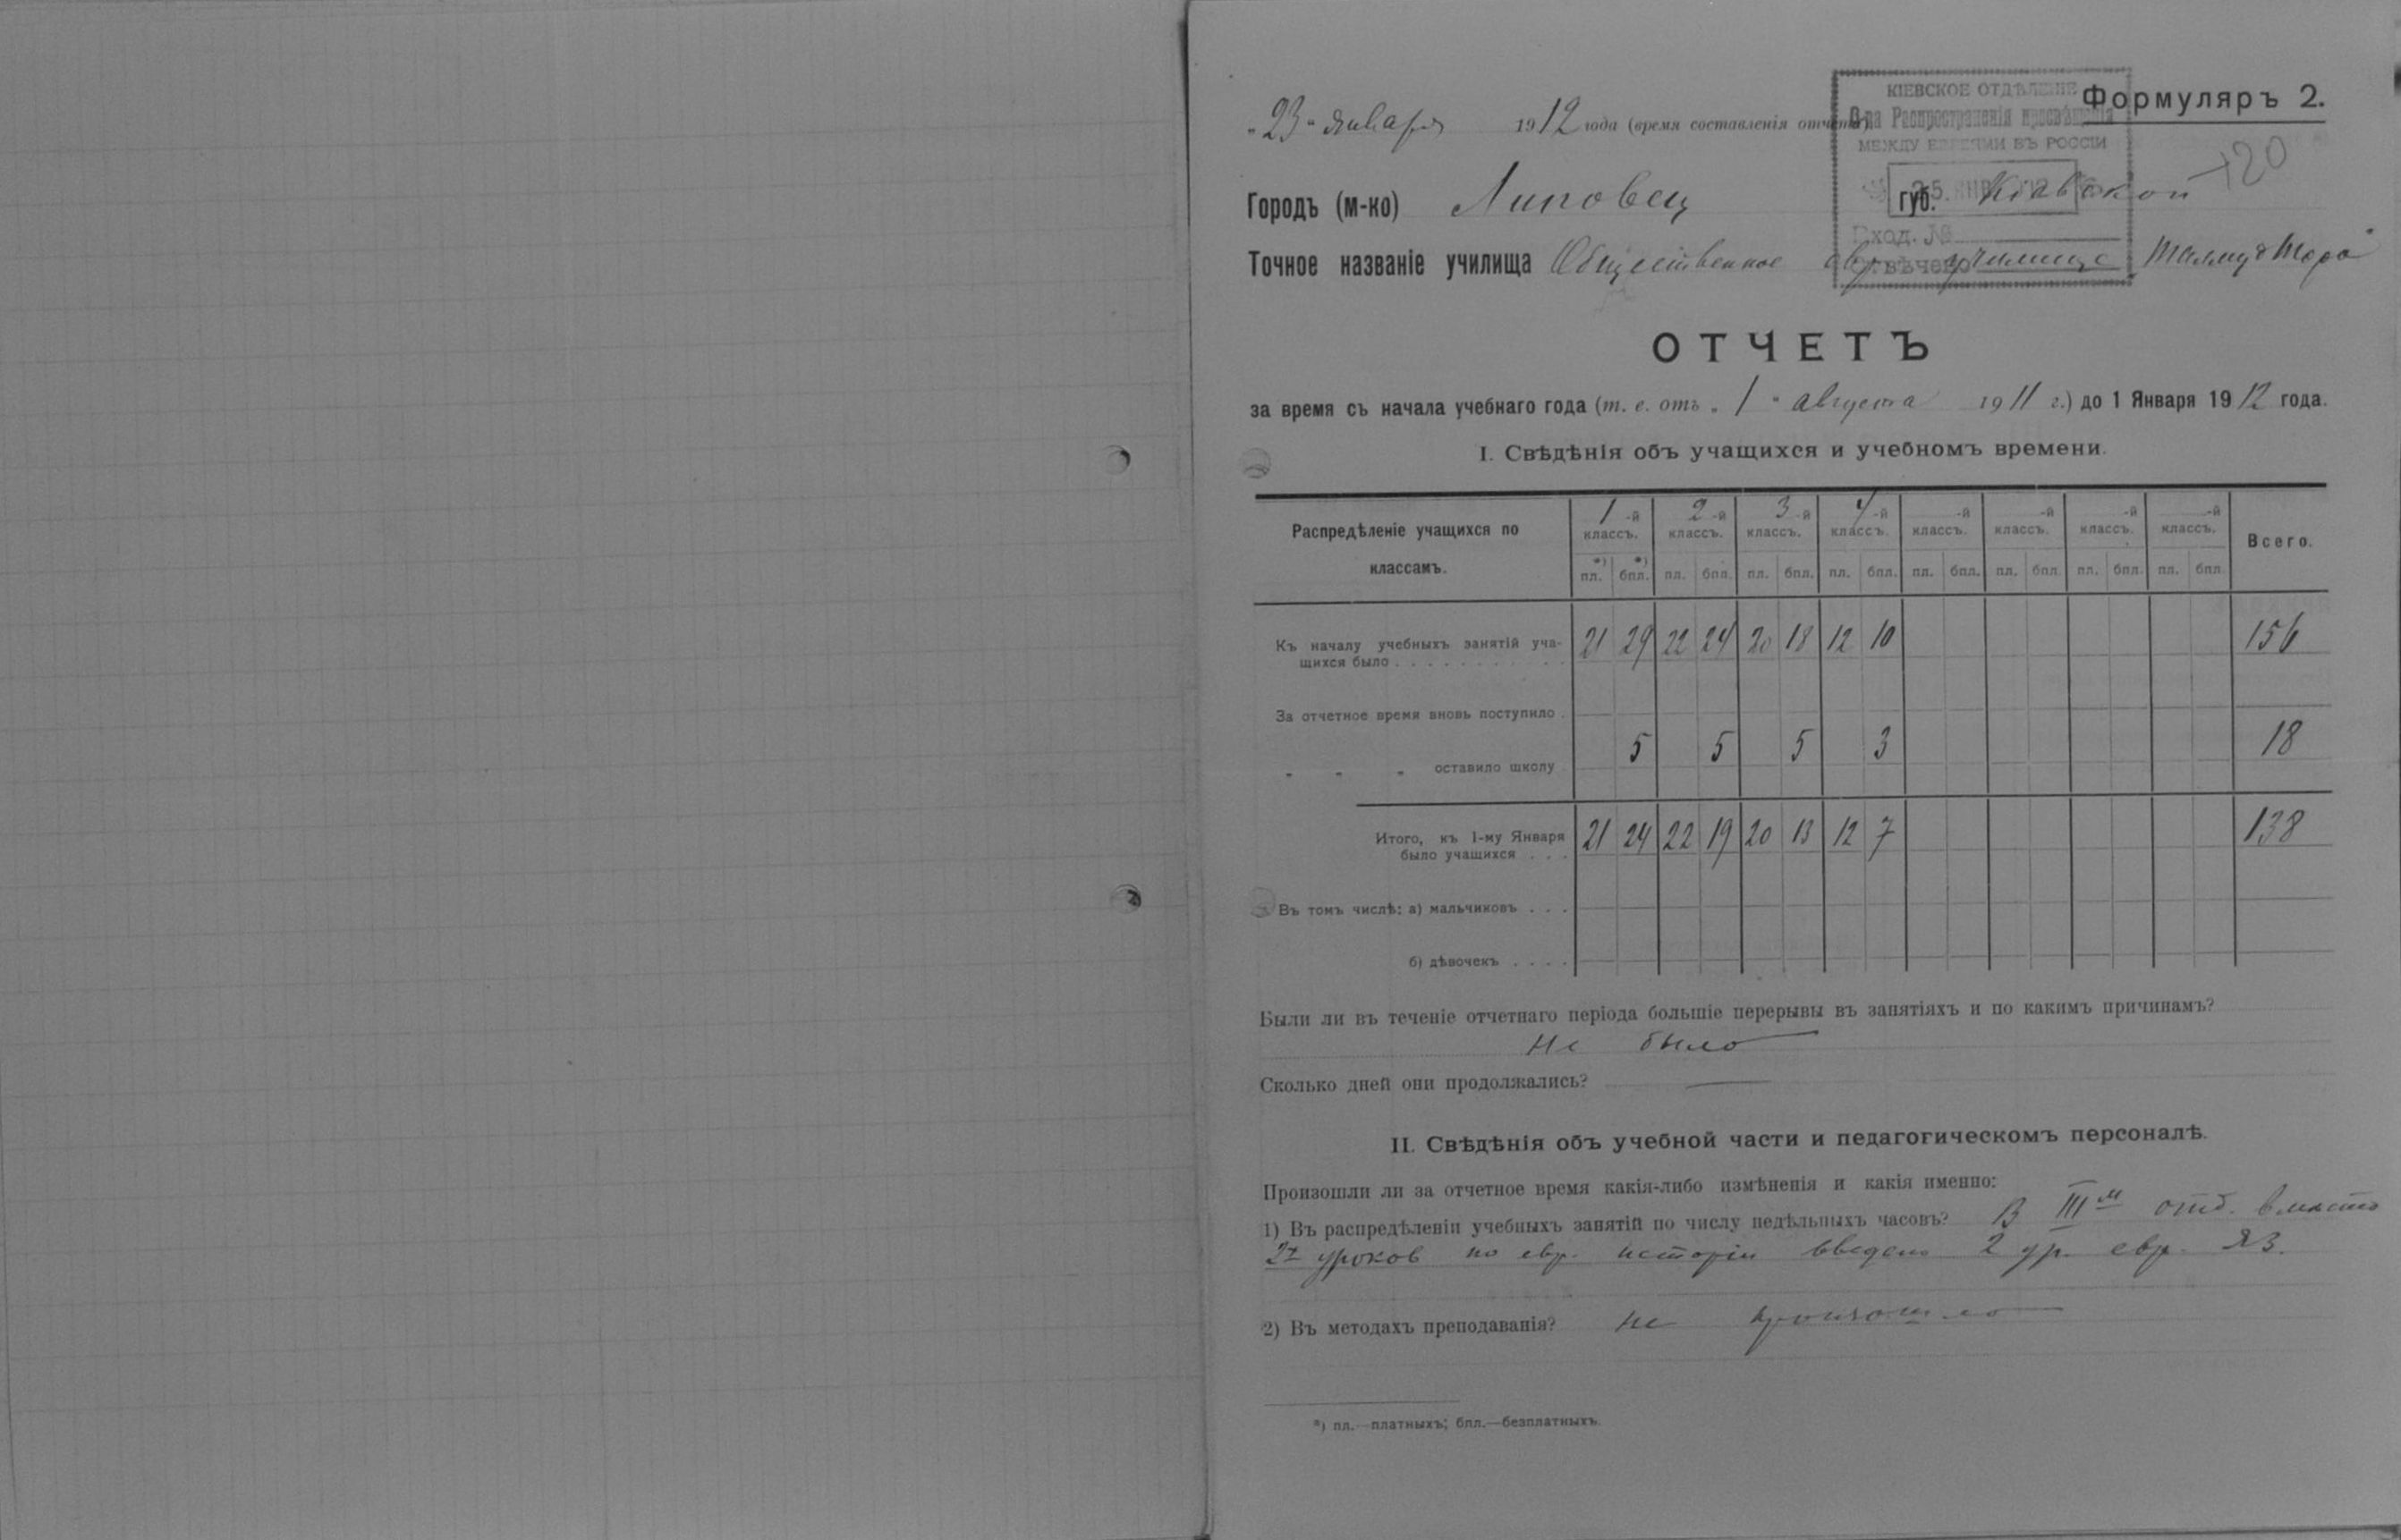 Формуляръ 2.
КІЕВСКОЕ ОТДѢЛЕНІЕ
О-ва Распространенія просвѣщенія
МЕЖДУ ЕВРЕЯМИ ВЪ РОССІИ
25 ЯНВ 1912
Вход. №
Отвѣчено
120
„23“ Января 1912 года (время составленія отчета)
Городъ (м-ко) Липовец губ. Кіевской
Точное названіе училища Общественное евр. училище „Талмуд Тора“
ОТЧЕТЪ
за время съ начала учебнаго года (т. е. отъ „1“ августа 1911 г.) до 1 Января 1912 года.
I. Свѣдѣнія объ учащихся и учебномъ времени.
Распредѣленіе учащихся по классамъ. 1-й классъ. 2-й классъ. 3-й классъ. 4-й классъ. -й классъ. -й классъ. -й классъ. -й классъ. Всего.
*) пл. *) бпл. пл. бпл. пл. бпл. пл. бпл. пл. бпл. пл. бпл. пл. бпл. пл. бпл.
Къ началу учебныхъ занятій уча-
щихся было . . . . . . . . . . 21 29 22 24 20 18 12 10 156
За отчетное время вновь поступило .
„ „ „ оставило школу 5 5 5 3 18
Итого, къ 1-му Января
было учащихся . . . 21 24 22 19 20 13 12 7 138
Въ томъ числѣ: а) мальчиковъ . . .
б) дѣвочекъ . . . .
Были ли въ теченіе отчетнаго періода большіе перерывы въ занятіяхъ и по какимъ причинамъ?
Не было
Сколько дней они продолжались? —
II. Свѣдѣнія объ учебной части и педагогическомъ персоналѣ.
Произошли ли за отчетное время какія-либо измѣненія и какія именно:
1) Въ распредѣленіи учебныхъ занятій по числу недѣльныхъ часовъ? В III м отд. вместо
2х уроков по евр. исторіи введено 2 ур. евр. яз.
2) Въ методахъ преподаванія? Не произошло
*) пл.—платныхъ; бпл.—безплатныхъ.